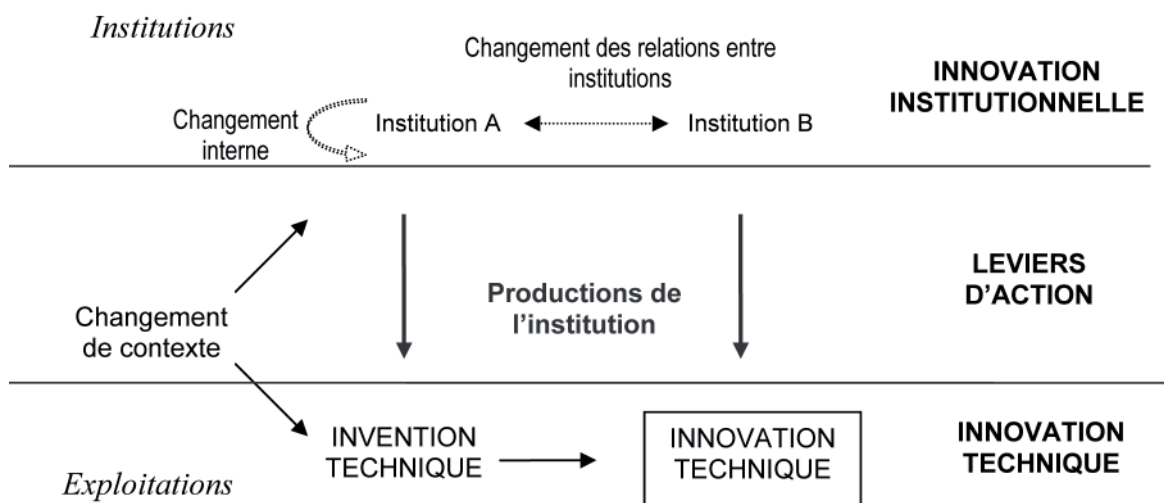 Institutions
Changement des relations entre
institutions
INNOVATION
INSTITUTIONNELLE
Changement
interne
Institution A
Institution B
LEVIERS
D'ACTION
Productions de
l'institution
Changement
de contexte
INVENTION
TECHNIQUE
INNOVATION
TECHNIQUE
INNOVATION
TECHNIQUE
Exploitations